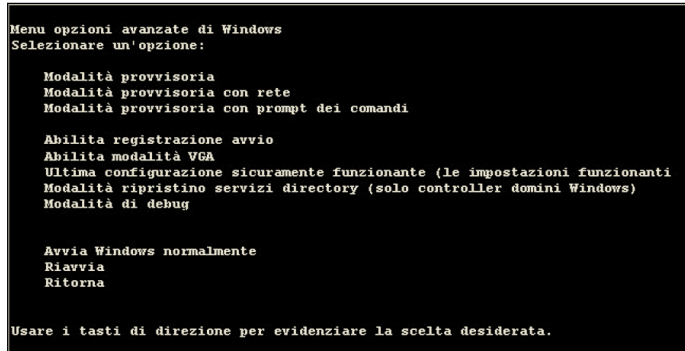 Menu opzioni avanzate di Windows
Selezionare un'opzione:
Modalità provvisoria
Modalità provvisoria con rete
Modalità provvisoria con prompt dei comandi
Abilita registrazione avvio
Abilita modalità VGA
Ultima configurazione sicuramente funzionante (le impostazioni funzionanti
Modalità ripristino servizi directory (solo controller domini Windows)
Modalità di debug
Avvia Windows normalmente
Riavvia
Ritorna
Usare i tasti di direzione per evidenziare la scelta desiderata.